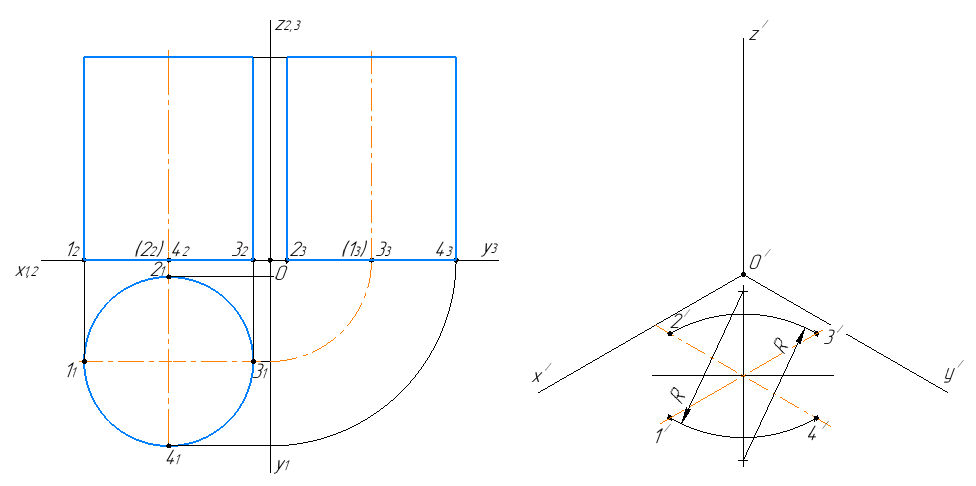 z2,3
z′
12
(22)
42
32
23
(13)
33
43
y3
x1,2
21
0
0′
11
31
41
y1
2′
3′
R
R
x′
y′
1′
4′